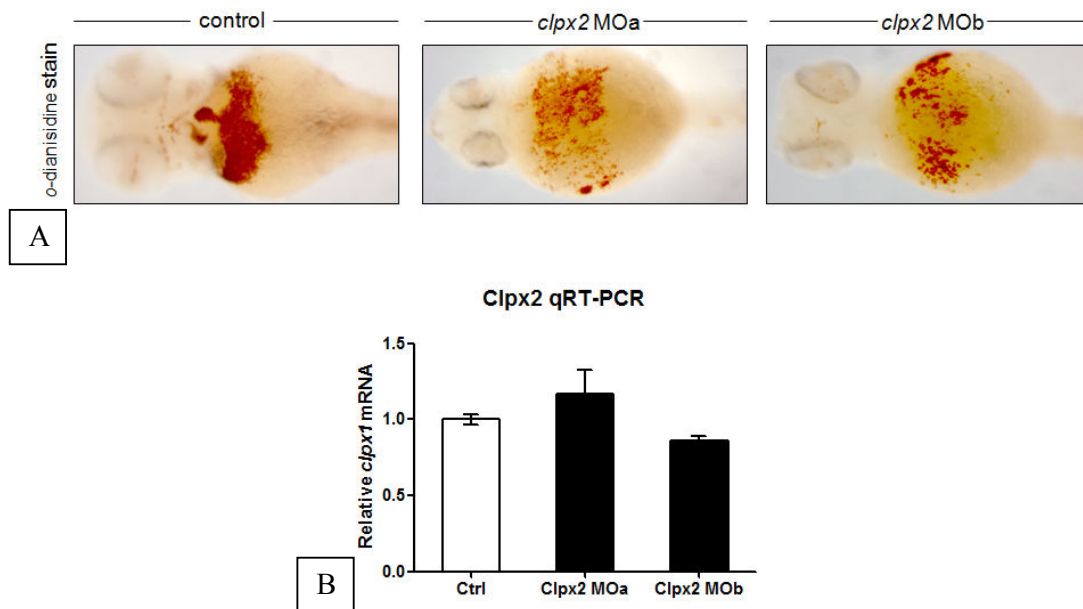 control
clpx2 MOa
clpx2 MOb
o-dianisidine stain
A
Clpx2 qRT-PCR
Relative clpx1 mRNA
1.5
1.0
0.5
0.0
Ctrl
Clpx2 MOa
Clpx2 MOb
B